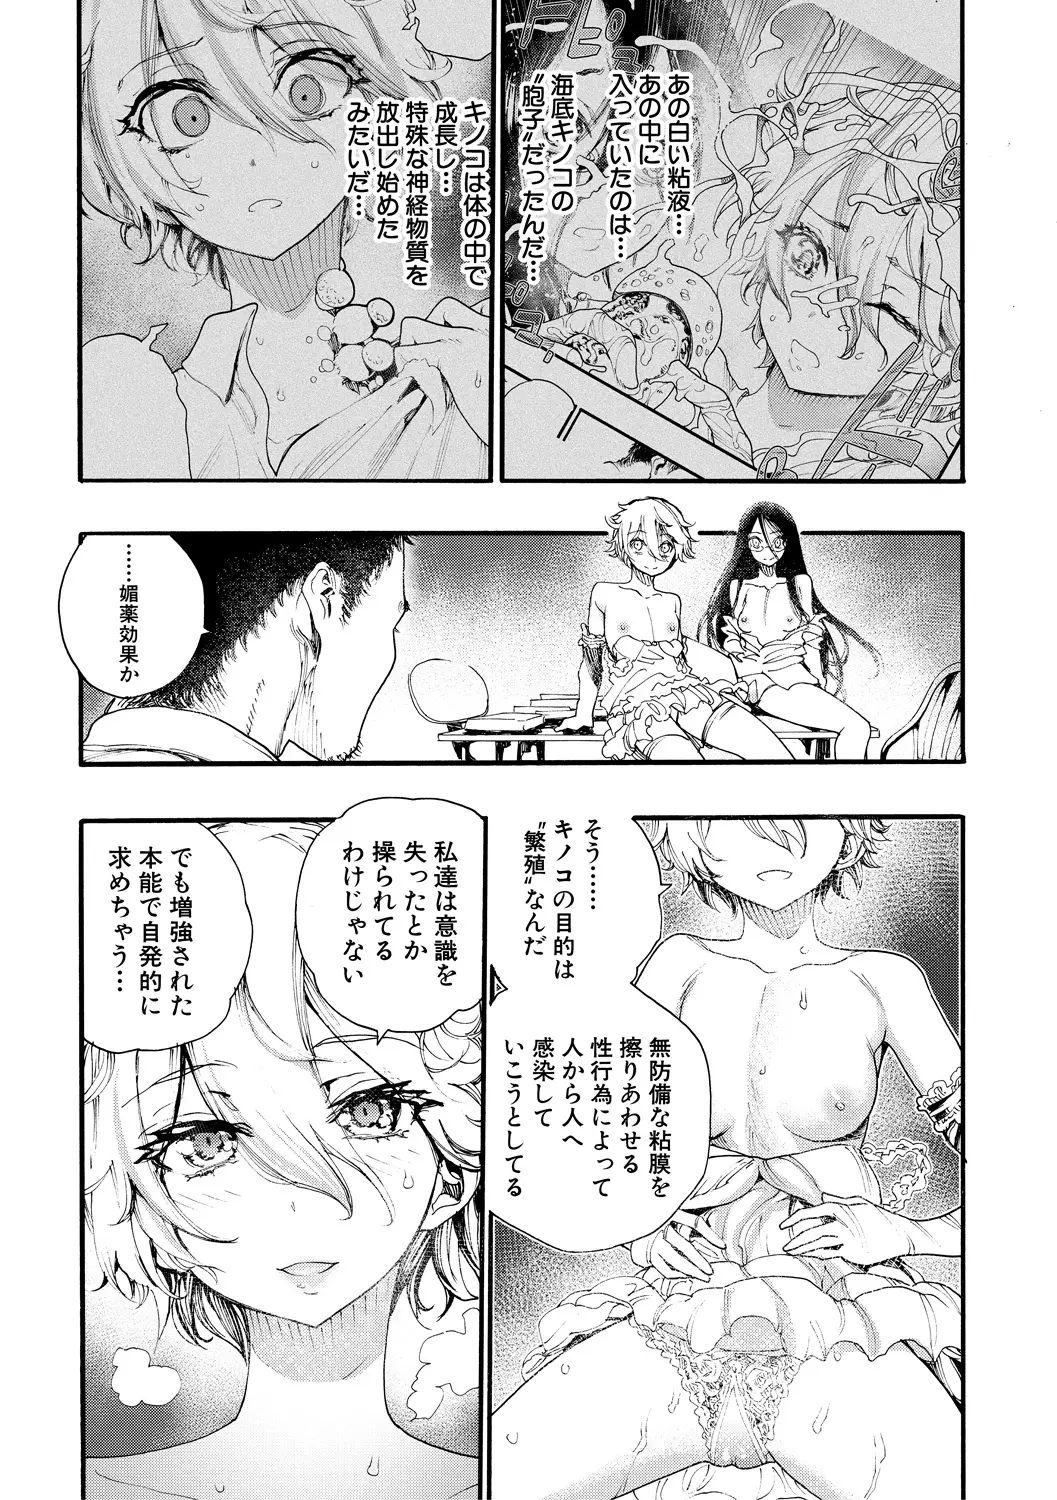 あの白い粘液…
あの中に
入っていたのは…
海底キノコの
〝胞子〟だったんだ…
キノコは体の中で
成長し…
特殊な神経物質を
放出し始めた
みたいだ…
……媚薬効果か
そう……
キノコの目的は
〝繁殖〟なんだ
無防備な粘膜を
擦りあわせる
性行為によって
人から人へ
感染して
いこうとしてる
私達は意識を
失ったとか
操られてる
わけじゃない
でも増強された
本能で自発的に
求めちゃう…